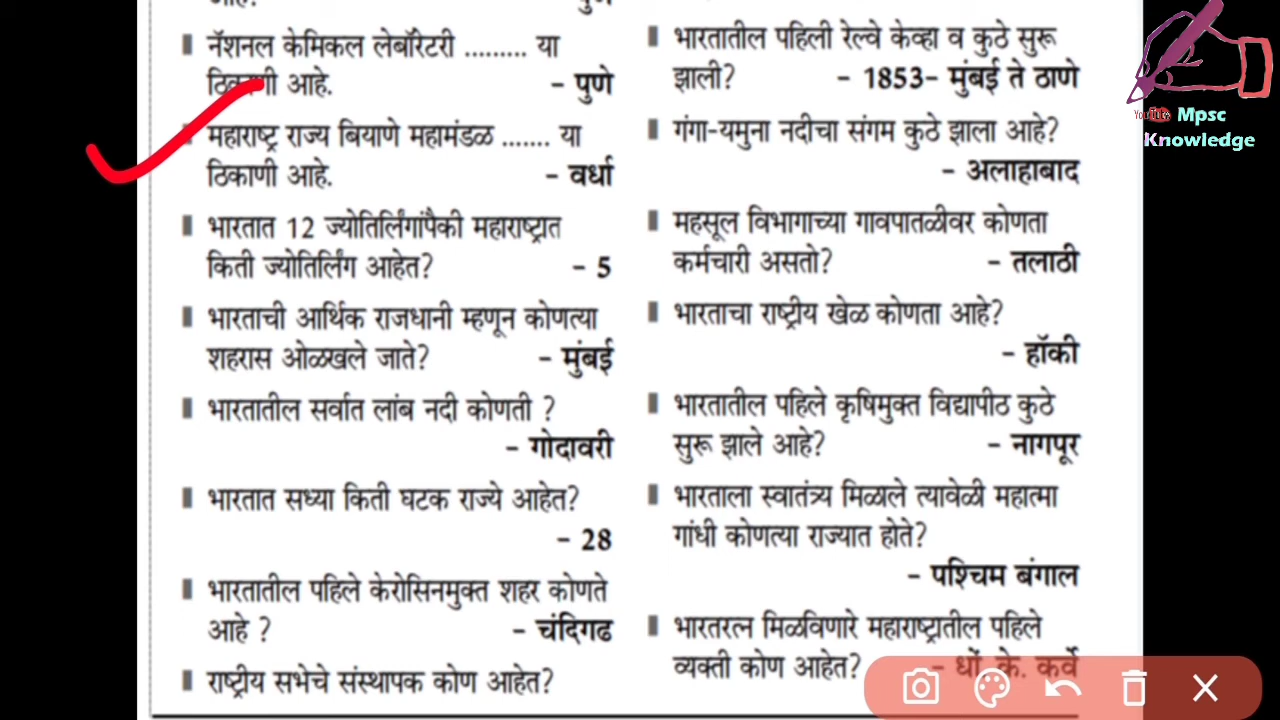 आहे.
पुणे
नॅशनल केमिकल लेबॉरेटरी ......... या
ठिकाणी आहे. – पुणे
महाराष्ट्र राज्य बियाणे महामंडळ ....... या
ठिकाणी आहे. – वर्धा
भारतात 12 ज्योतिर्लिंगांपैकी महाराष्ट्रात
किती ज्योतिर्लिंग आहेत? – 5
भारताची आर्थिक राजधानी म्हणून कोणत्या
शहरास ओळखले जाते? – मुंबई
भारतातील सर्वात लांब नदी कोणती ?
– गोदावरी
भारतात सध्या किती घटक राज्ये आहेत?
– 28
भारतातील पहिले केरोसिनमुक्त शहर कोणते
आहे ? – चंदिगढ
राष्ट्रीय सभेचे संस्थापक कोण आहेत?
भारतातील पहिली रेल्वे केव्हा व कुठे सुरू
झाली? – 1853– मुंबई ते ठाणे
गंगा-यमुना नदीचा संगम कुठे झाला आहे?
– अलाहाबाद
महसूल विभागाच्या गावपातळीवर कोणता
कर्मचारी असतो? – तलाठी
भारताचा राष्ट्रीय खेळ कोणता आहे?
– हॉकी
भारतातील पहिले कृषिमुक्त विद्यापीठ कुठे
सुरू झाले आहे? – नागपूर
भारताला स्वातंत्र्य मिळाले त्यावेळी महात्मा
गांधी कोणत्या राज्यात होते?
– पश्चिम बंगाल
भारतरत्न मिळविणारे महाराष्ट्रातील पहिले
व्यक्ती कोण आहेत? – धों. के. कर्वे
YouTube Mpsc
Knowledge